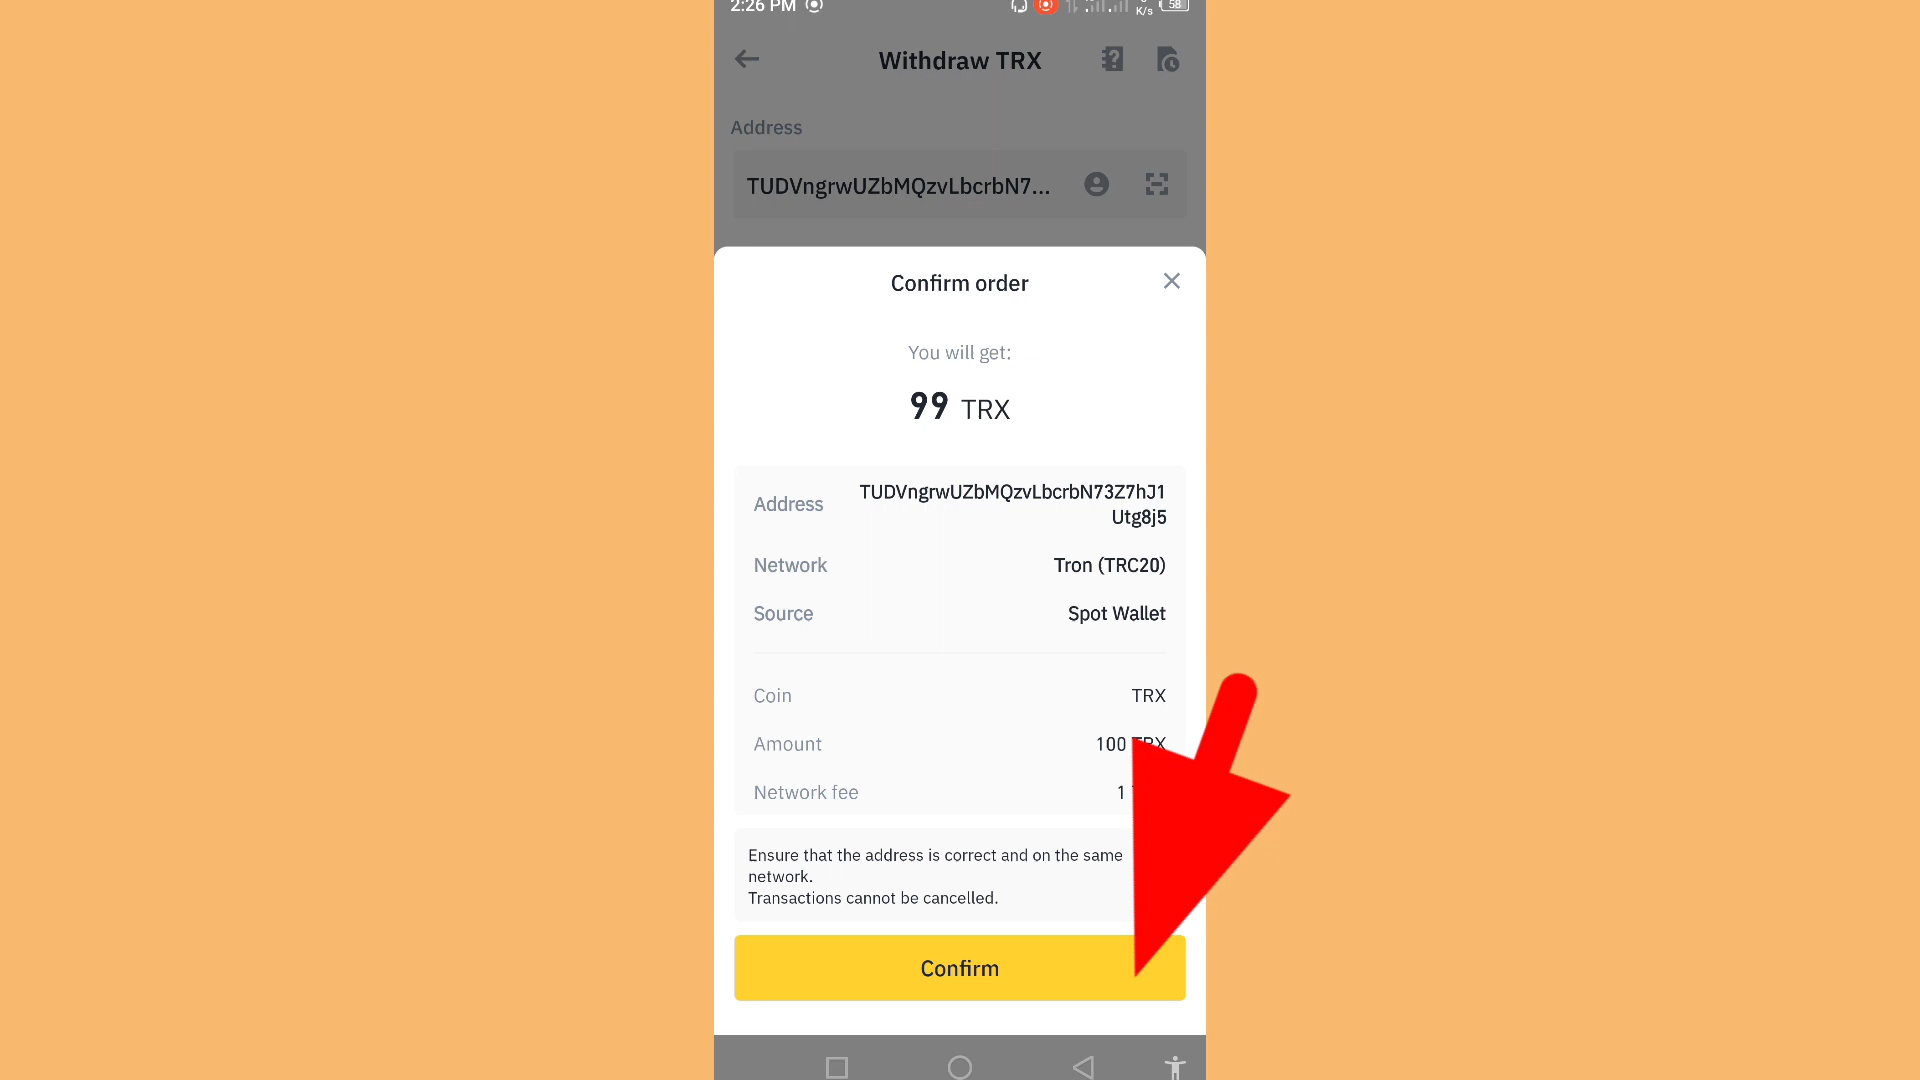 2:26 PM
K/s
58
Withdraw TRX
Address
TUDVngrwUZbMQzvLbcrbN7...
Confirm order
You will get:
99 TRX
Address
TUDVngrwUZbMQzvLbcrbN73Z7hJ1
Utg8j5
Network
Tron (TRC20)
Source
Spot Wallet
Coin
TRX
Amount
100 TRX
Network fee
1
Ensure that the address is correct and on the same
network.
Transactions cannot be cancelled.
Confirm